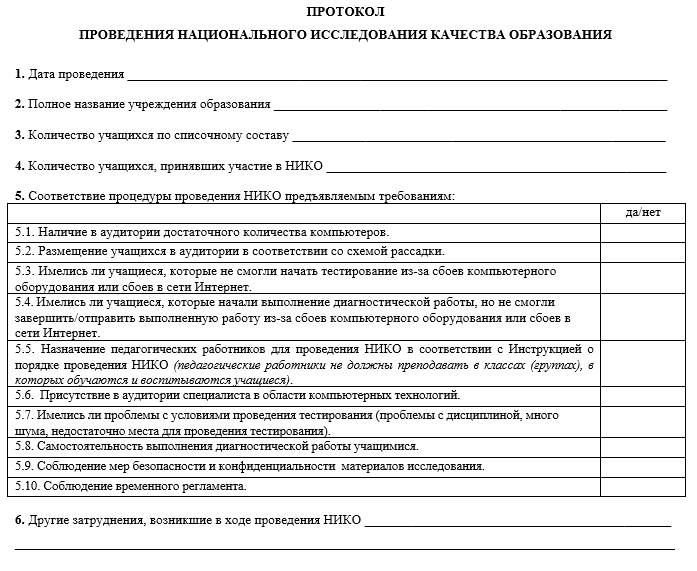 ПРОТОКОЛ
ПРОВЕДЕНИЯ НАЦИОНАЛЬНОГО ИССЛЕДОВАНИЯ КАЧЕСТВА ОБРАЗОВАНИЯ
1. Дата проведения
2. Полное название учреждения образования
3. Количество учащихся по списочному составу
4. Количество учащихся, принявших участие в НИКО
5. Соответствие процедуры проведения НИКО предъявляемым требованиям:
да/нет
5.1. Наличие в аудитории достаточного количества компьютеров.
5.2. Размещение учащихся в аудитории в соответствии со схемой рассадки.
5.3. Имелись ли учащиеся, которые не смогли начать тестирование из-за сбоев компьютерного
оборудования или сбоев в сети Интернет.
5.4. Имелись ли учащиеся, которые начали выполнение диагностической работы, но не смогли
завершить/отправить выполненную работу из-за сбоев компьютерного оборудования или сбоев в
сети Интернет.
5.5. Назначение педагогических работников для проведения НИКО в соответствии с Инструкцией о
порядке проведения НИКО (педагогические работники не должны преподавать в классах (группах), в
которых обучаются и воспитываются учащиеся).
5.6. Присутствие в аудитории специалиста в области компьютерных технологий.
5.7. Имелись ли проблемы с условиями проведения тестирования (проблемы с дисциплиной, много
шума, недостаточно места для проведения тестирования).
5.8. Самостоятельность выполнения диагностической работы учащимися.
5.9. Соблюдение мер безопасности и конфиденциальности материалов исследования.
5.10. Соблюдение временного регламента.
6. Другие затруднения, возникшие в ходе проведения НИКО